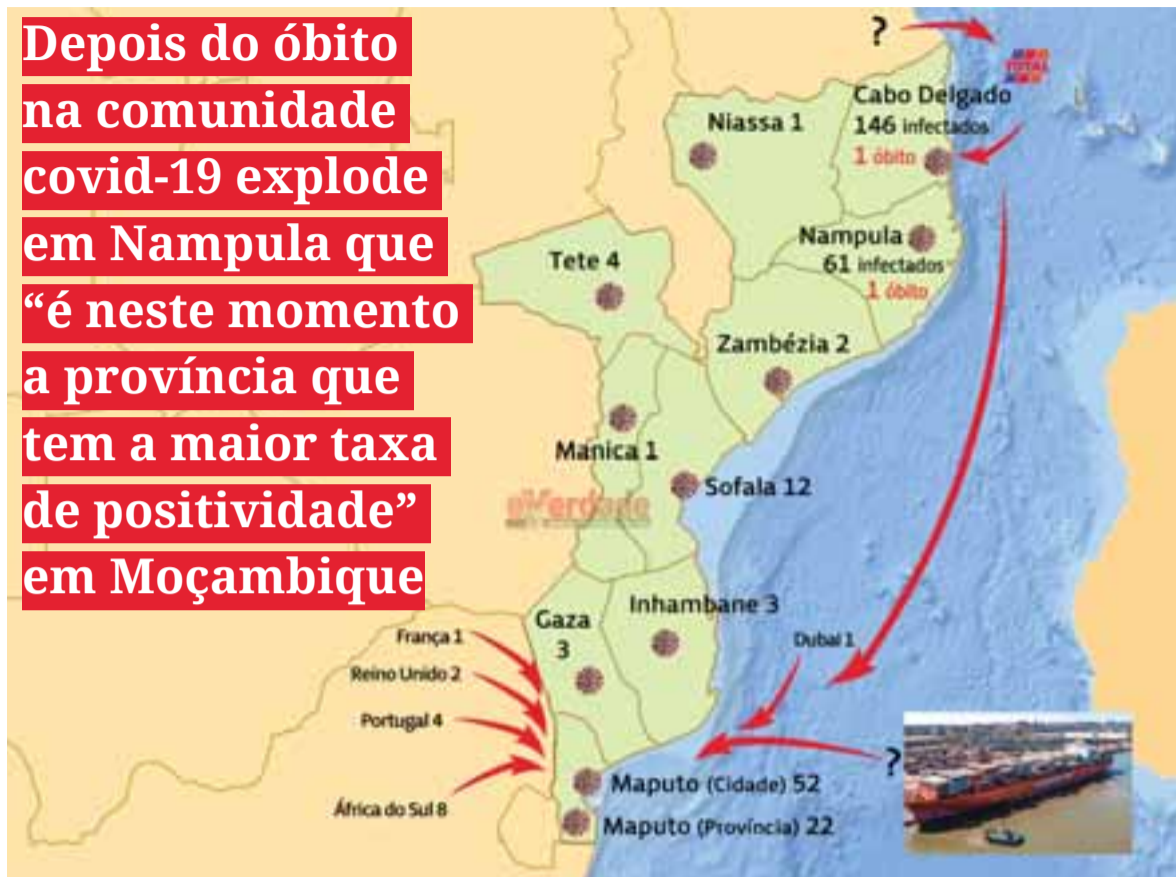 Depois do óbito
na comunidade
covid-19 explode
em Nampula que
“é neste momento
a província que
tem a maior taxa
de positividade”
em Moçambique
?
TOTAL
Cabo Delgado
146 infectados
1 óbito
Niassa 1
Nampula
61 infectados
1 óbito
Tete 4
Zambézia 2
Manica 1
Sofala 12
@Verdade
Inhambane 3
Gaza
3
França 1
Reino Unido 2
Portugal 4
África do Sul 8
Dubai 1
?
Maputo (Cidade) 52
Maputo (Província) 22